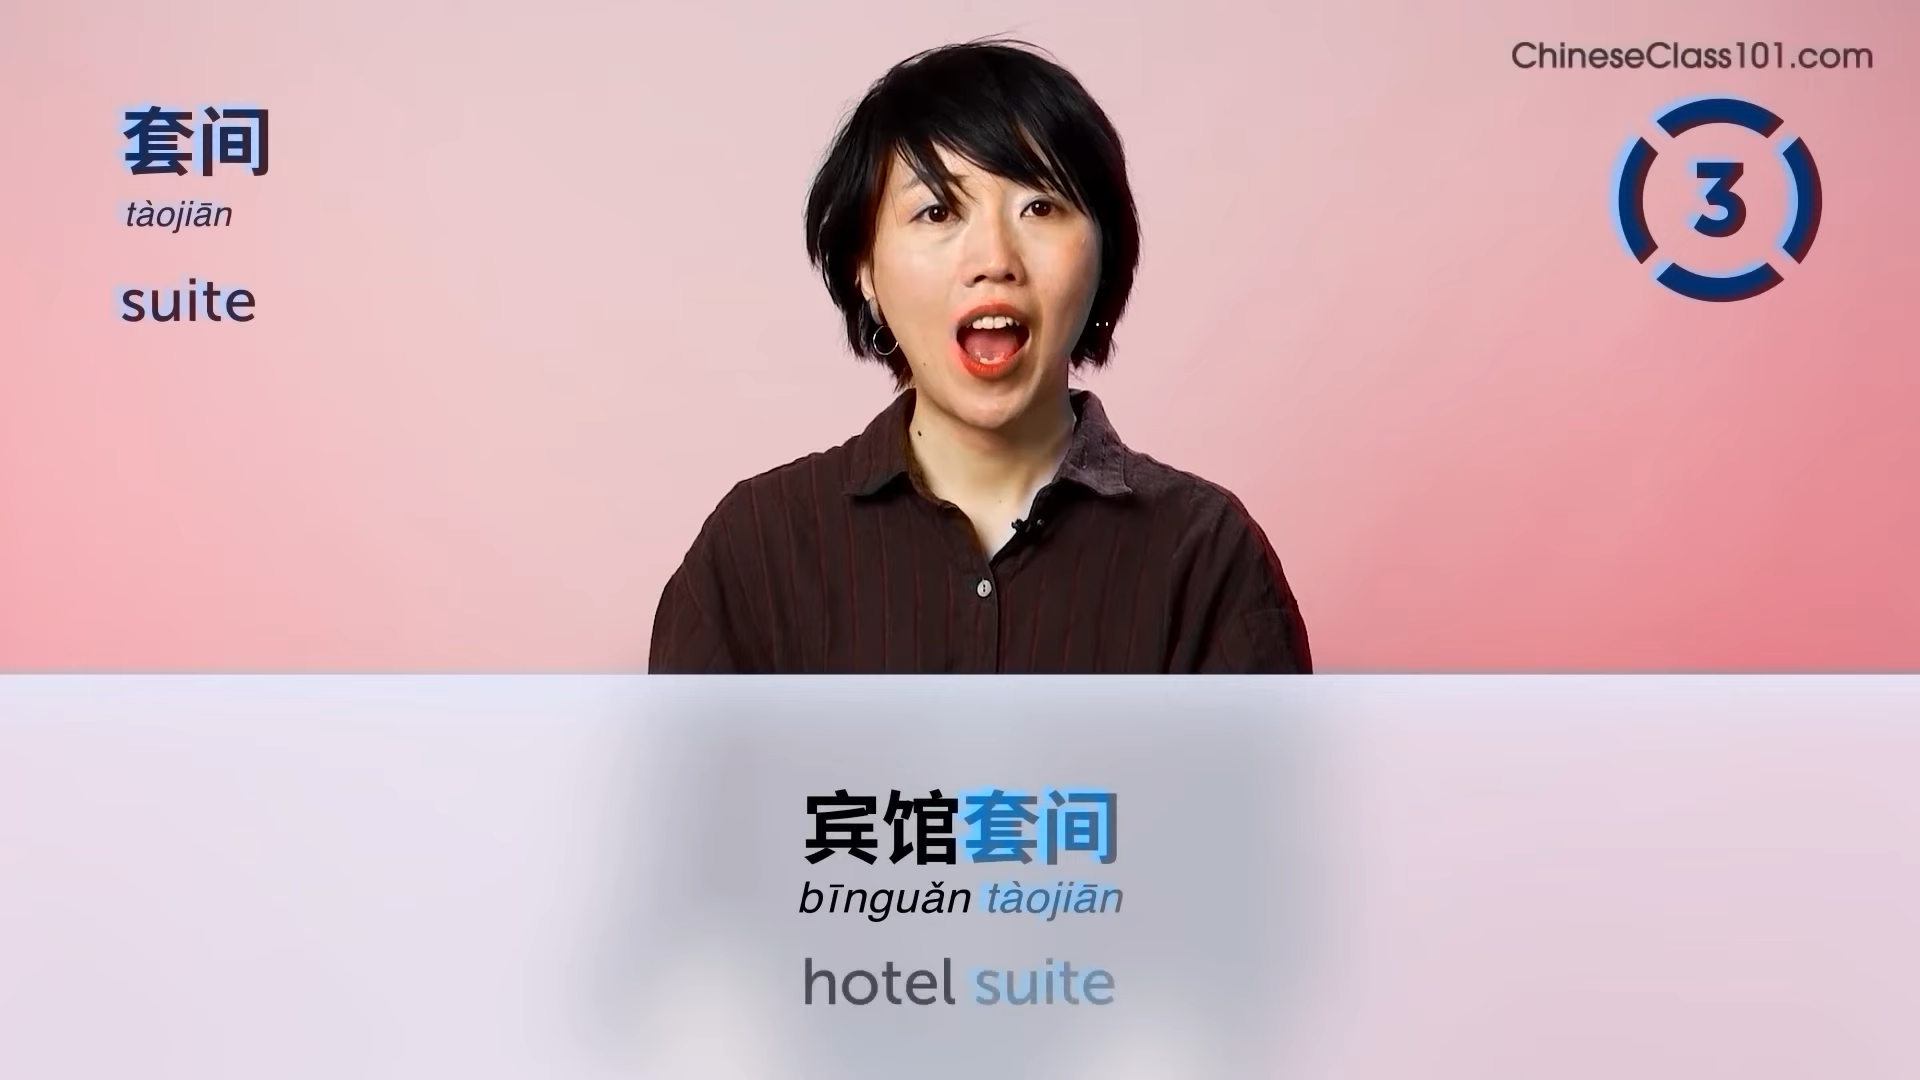 ChineseClass101.com
套间
tàojiān
suite
3
宾馆套间
bīnguǎn tàojiān
hotel suite